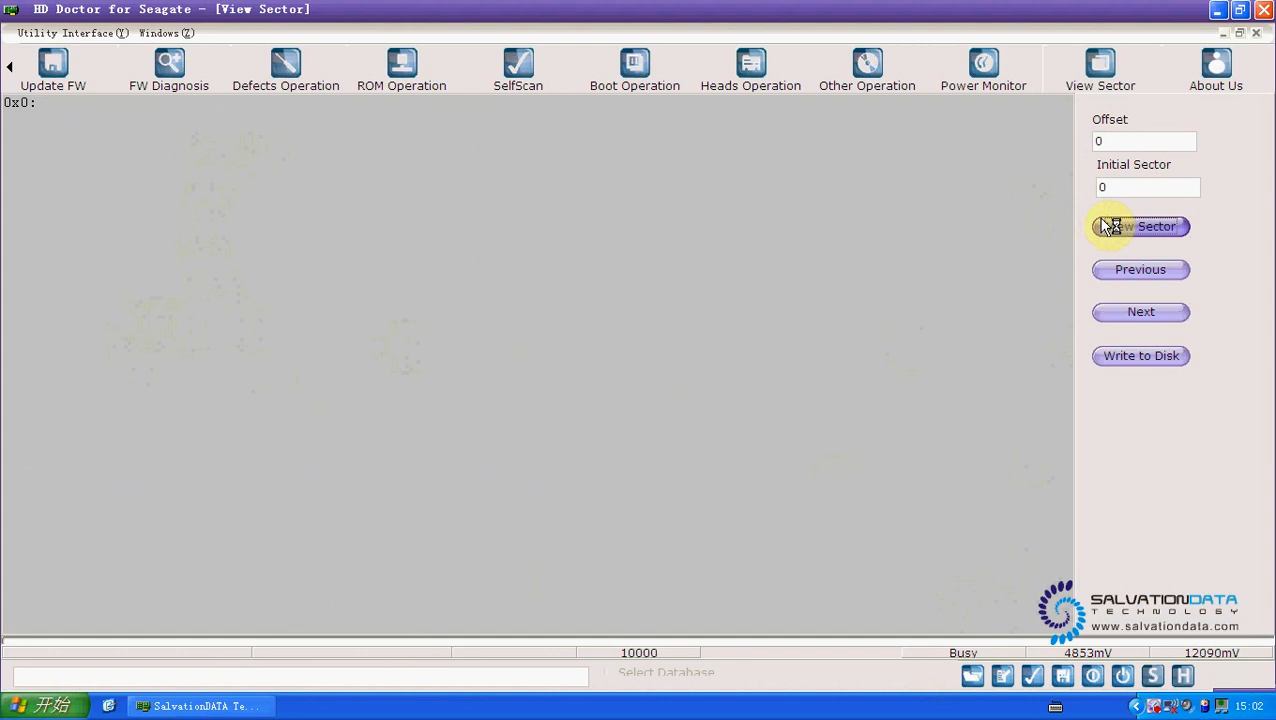 HD Doctor for Seagate - [View Sector]
Utility Interface(Y) Windows(Z)
Update FW FW Diagnosis Defects Operation ROM Operation SelfScan Boot Operation Heads Operation Other Operation Power Monitor View Sector About Us
0x0:
Offset
0
Initial Sector
0
Sector
Previous
Next
Write to Disk
SALVATIONDATA
TECHNOLOGY
www.salvationdata.com
10000 Busy 4853mV 12090mV
Select Database
S H
开始 SalvationDATA Te... 15:02